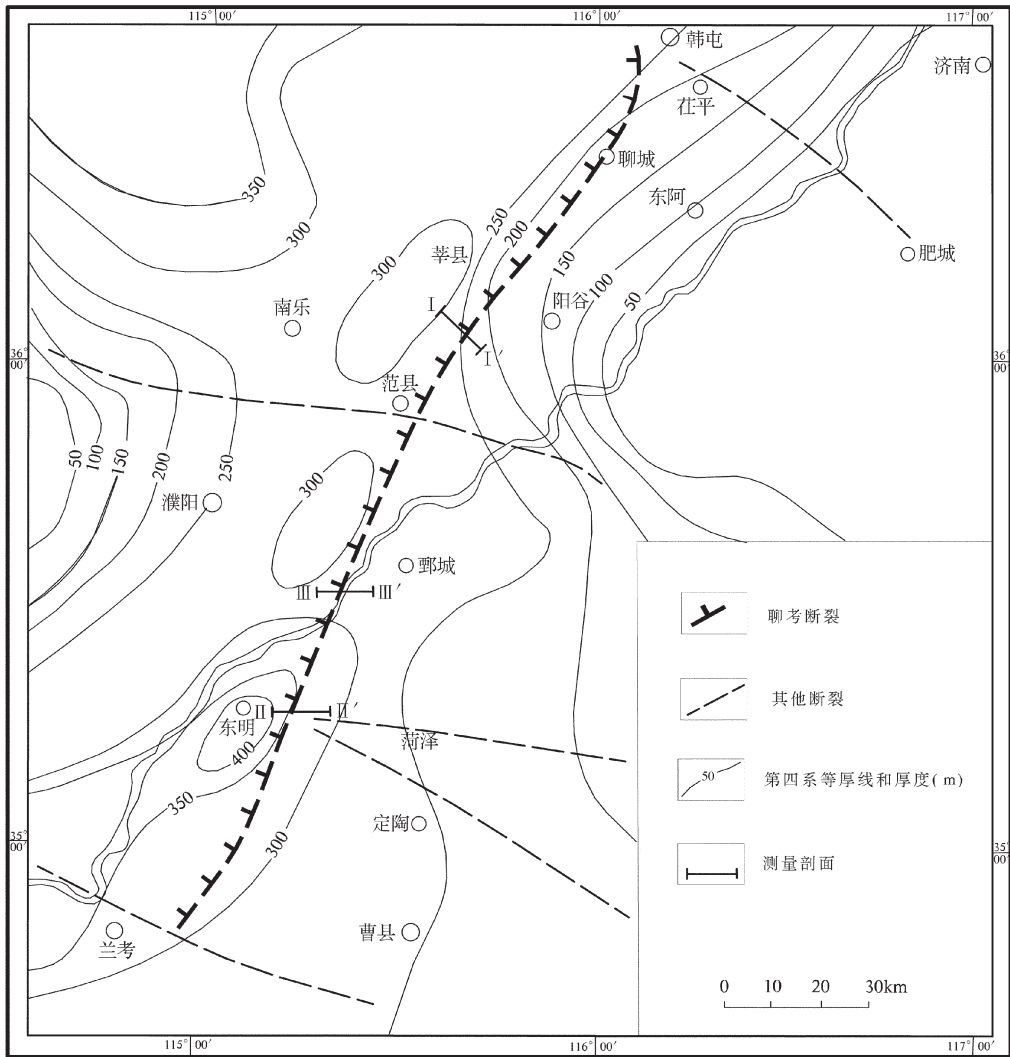 115° 00′
116° 00′
117° 00′
韩屯
济南
茌平
聊城
350
东阿
300
250
200
莘县
300
150
肥城
100
50
南乐
阳谷
Ⅰ
Ⅰ′
36° 00′
36° 00′
范县
50
100
150
200
250
300
濮阳
鄄城
Ⅲ
Ⅲ′
聊考断裂
Ⅱ
Ⅱ′
东明
其他断裂
菏泽
400
50
第四系等厚线和厚度(m)
350
定陶
300
35° 00′
35° 00′
测量剖面
兰考
曹县
0 10 20 30km
115° 00′
116° 00′
117° 00′